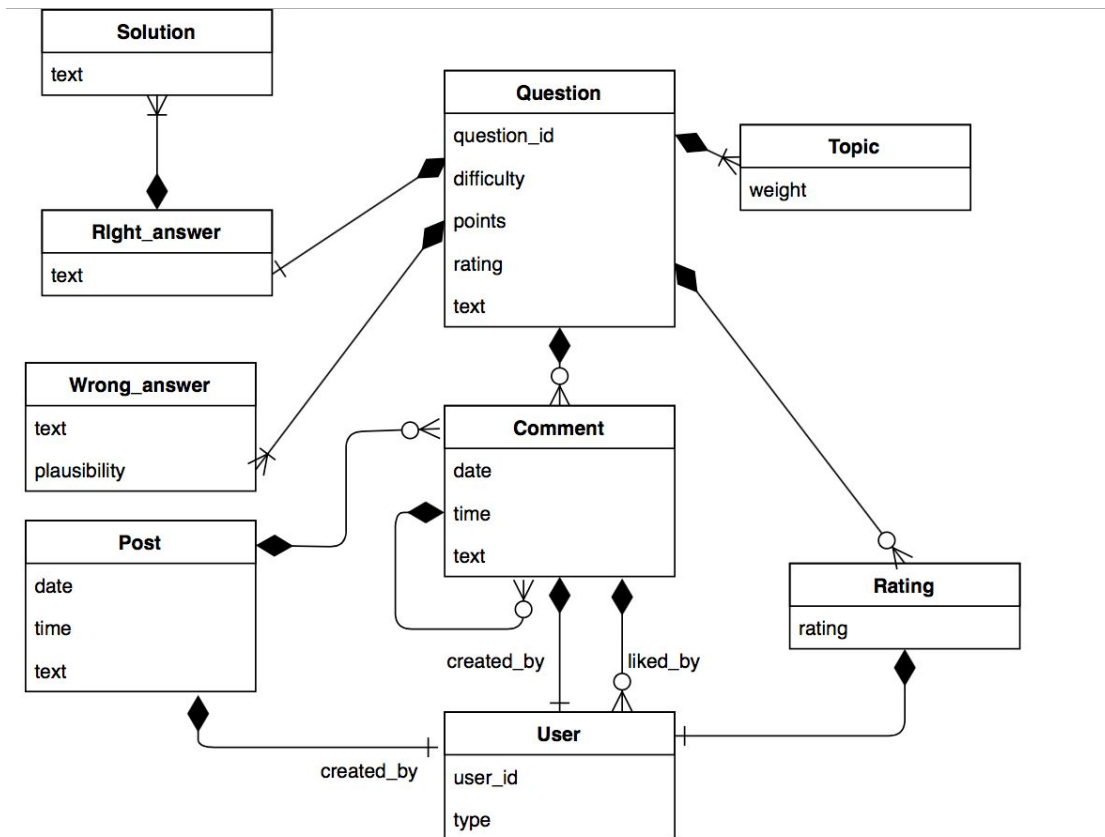 Solution
text
RIght_answer
text
Wrong_answer
text
plausibility
Post
date
time
text
Question
question_id
difficulty
points
rating
text
Topic
weight
Comment
date
time
text
created_by
liked_by
Rating
rating
created_by
User
user_id
type